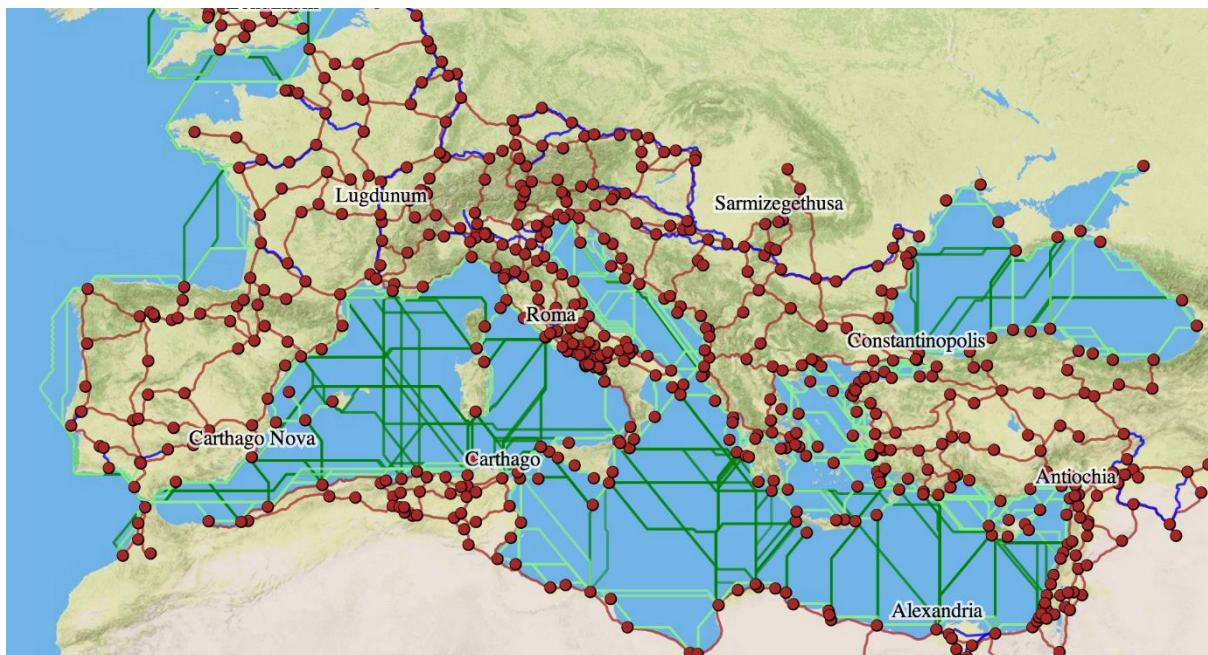 Lugdunum
Sarmizegethusa
Roma
Constantinopolis
Carthago Nova
Carthago
Antiochia
Alexandria